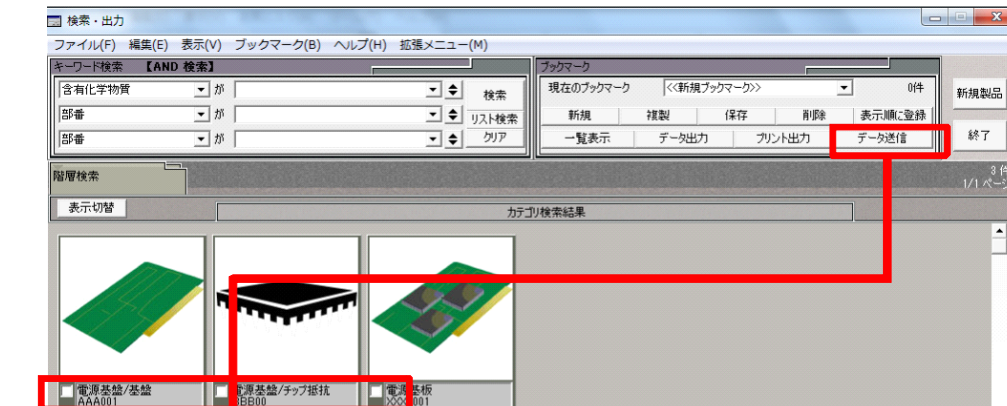 検索・出力
ファイル(F) 編集(E) 表示(V) ブックマーク(B) ヘルプ(H) 拡張メニュー(M)
キーワード検索 【AND 検索】
含有化学物質 が 検索
部番 が リスト検索
部番 が クリア
ブックマーク
現在のブックマーク <<新規ブックマーク>> 0件
新規 複製 保存 削除 表示順に登録
一覧表示 データ出力 プリント出力 データ送信
新規製品
終了
階層検索
3 件
1/1 ページ
表示切替
カテゴリ検索結果
電源基盤/基盤
AAA001
電源基盤/チップ抵抗
BBB00
電源基板
001